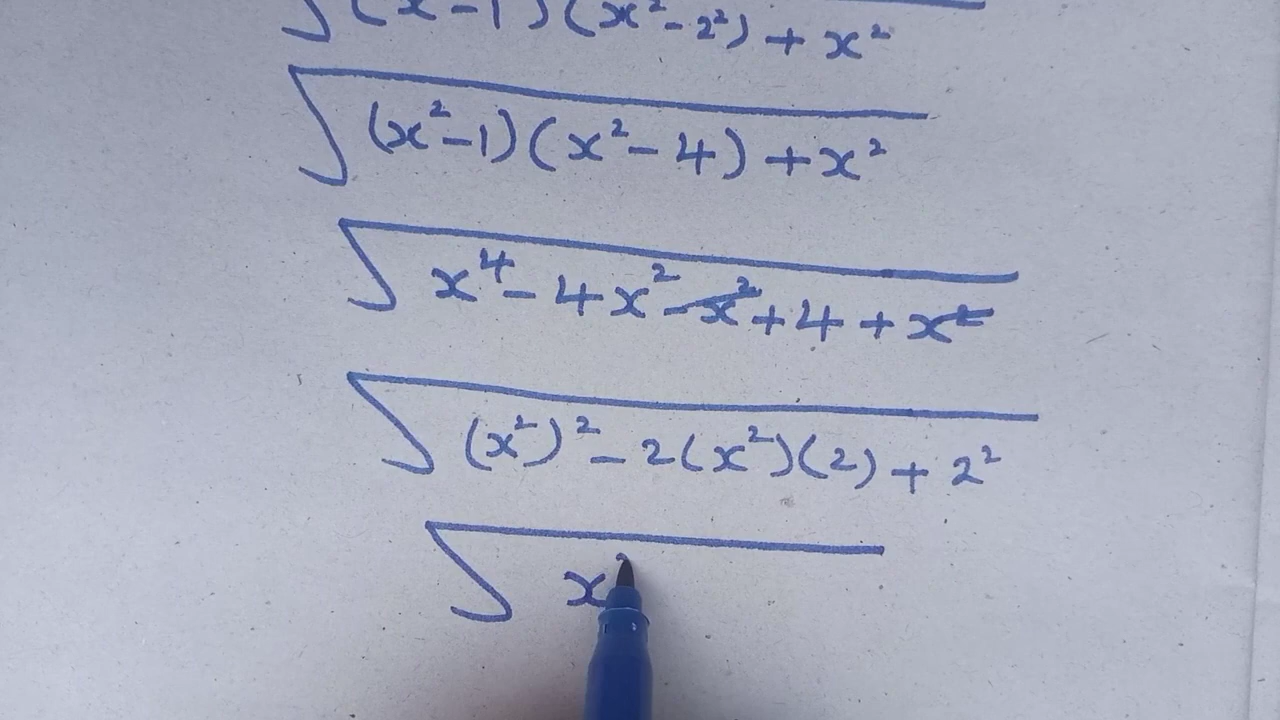 √(x²-1)(x²-2²) + x²
√(x²-1)(x²-4) + x²
√x⁴-4x²-x²+4+x²
√(x²)²-2(x²)(2)+2²
√x²